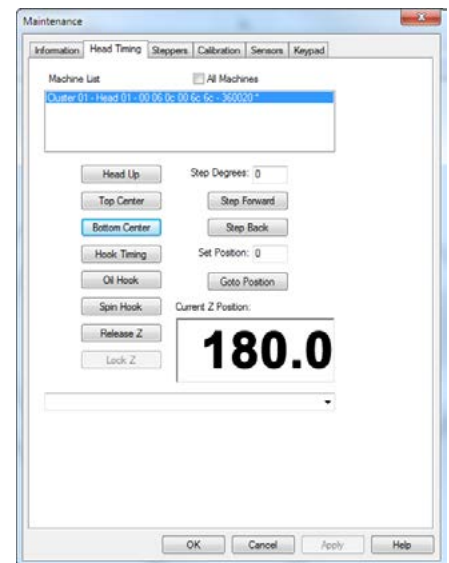 Maintenance
Information Head Timing Steppers Calibration Sensors Keypad
Machine List All Machines
Cluster 01 - Head 01 - 00 06 0c 00 6c 6c - 360020 *
Head Up Step Degrees: 0
Top Center Step Forward
Bottom Center Step Back
Hook Timing Set Position: 0
Oil Hook Goto Position
Spin Hook Current Z Position:
Release Z 180.0
Lock Z
OK Cancel Apply Help